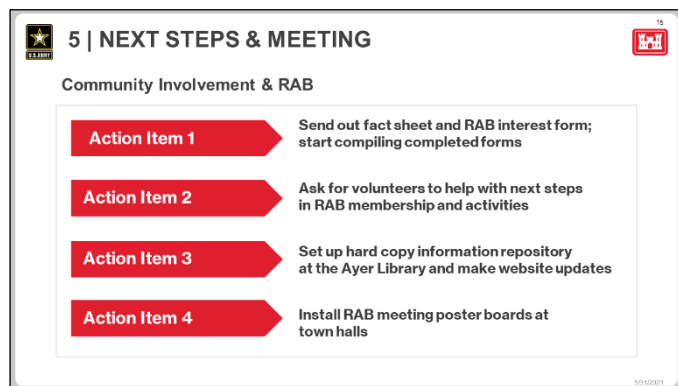 15
U.S. ARMY
5 | NEXT STEPS & MEETING
Community Involvement & RAB
Action Item 1
Send out fact sheet and RAB interest form;
start compiling completed forms
Action Item 2
Ask for volunteers to help with next steps
in RAB membership and activities
Action Item 3
Set up hard copy information repository
at the Ayer Library and make website updates
Action Item 4
Install RAB meeting poster boards at
town halls